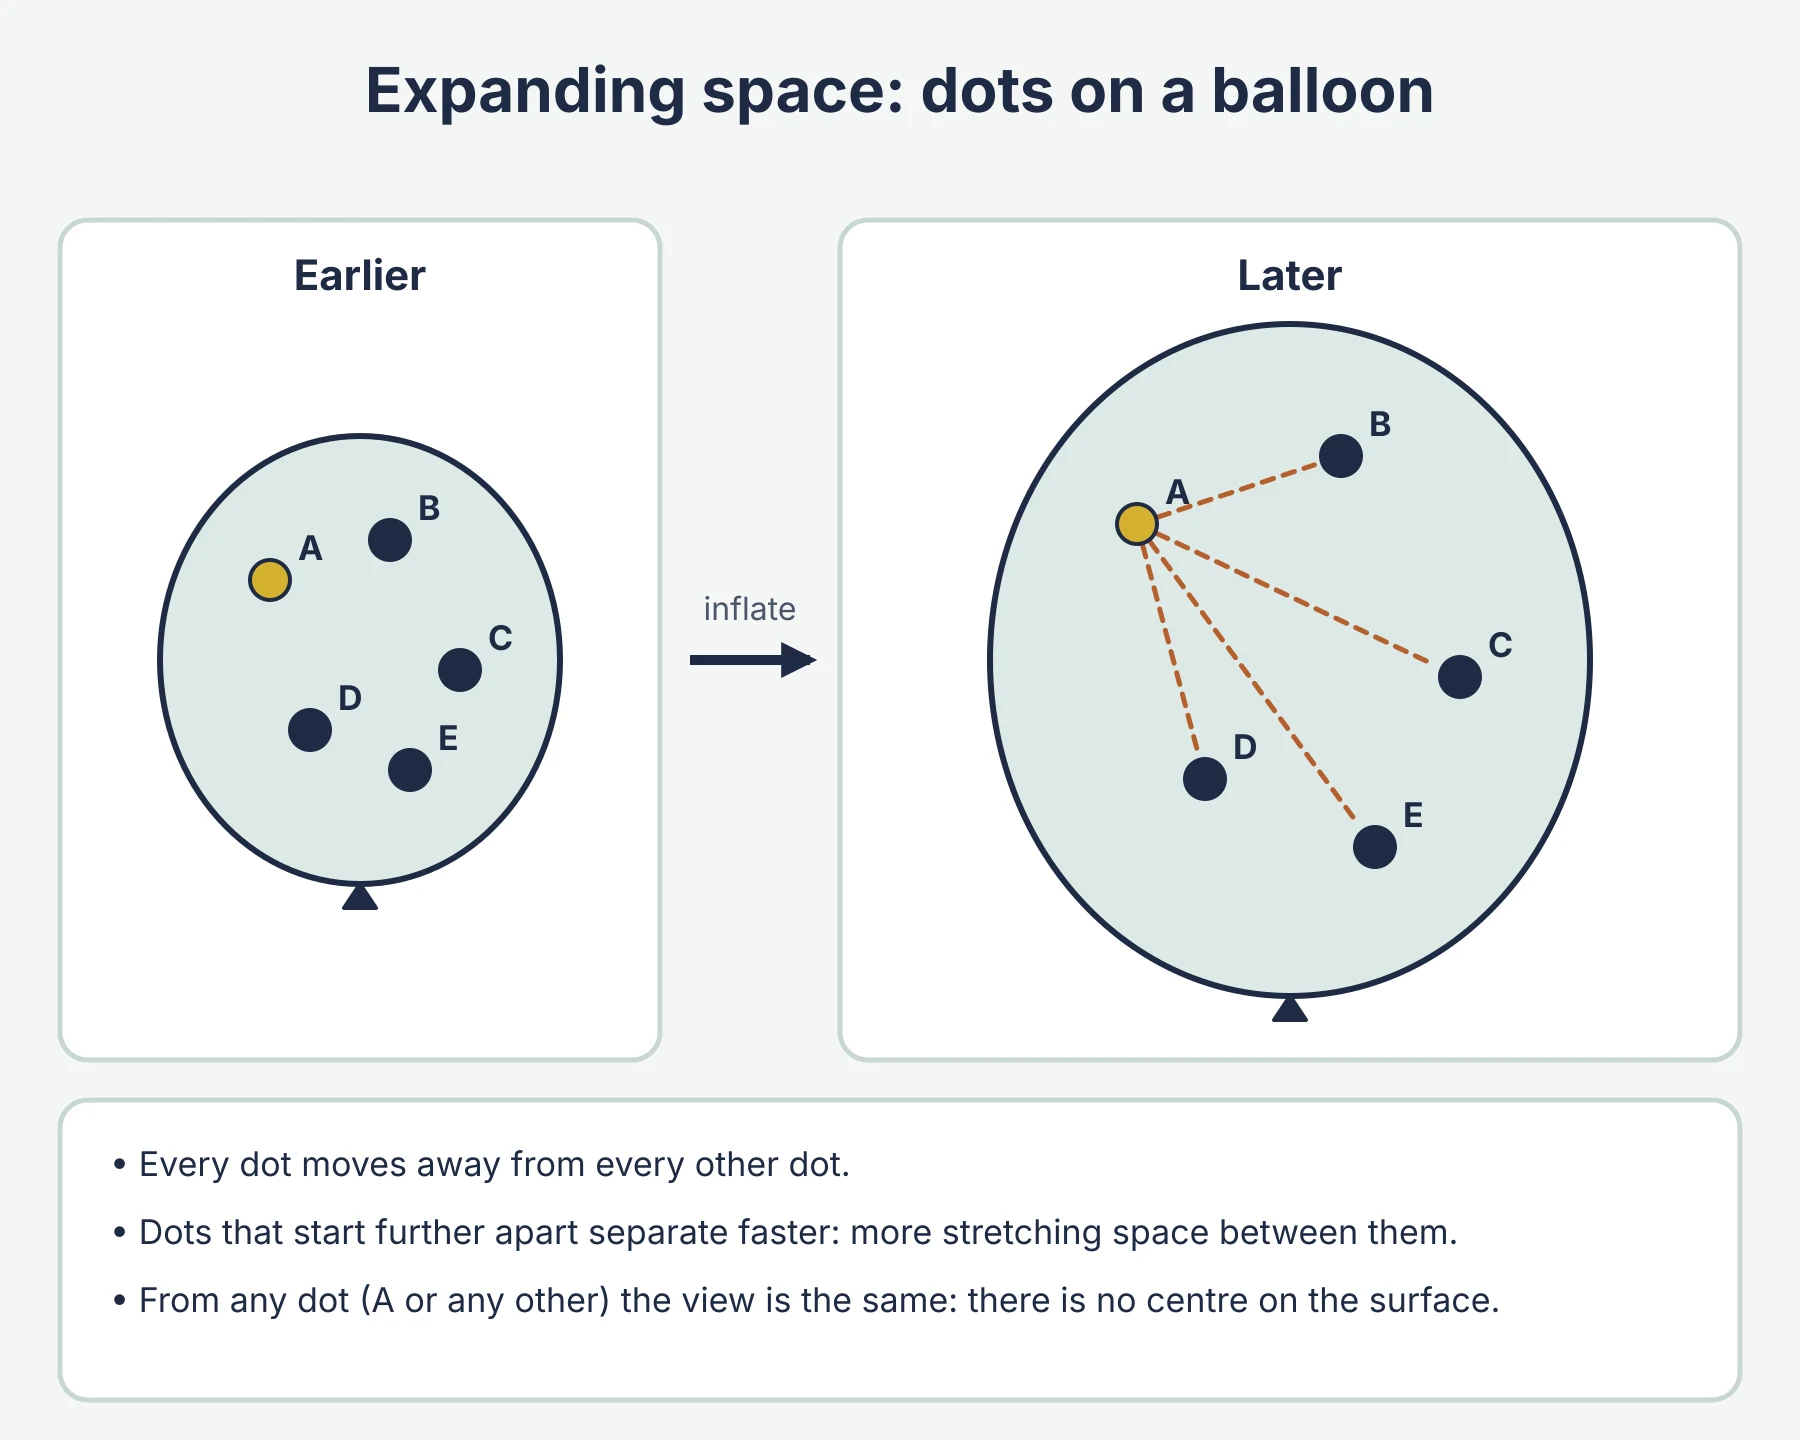 Expanding space: dots on a balloon
Earlier
A
B
C
D
E
inflate
Later
A
B
C
D
E
• Every dot moves away from every other dot.
• Dots that start further apart separate faster: more stretching space between them.
• From any dot (A or any other) the view is the same: there is no centre on the surface.